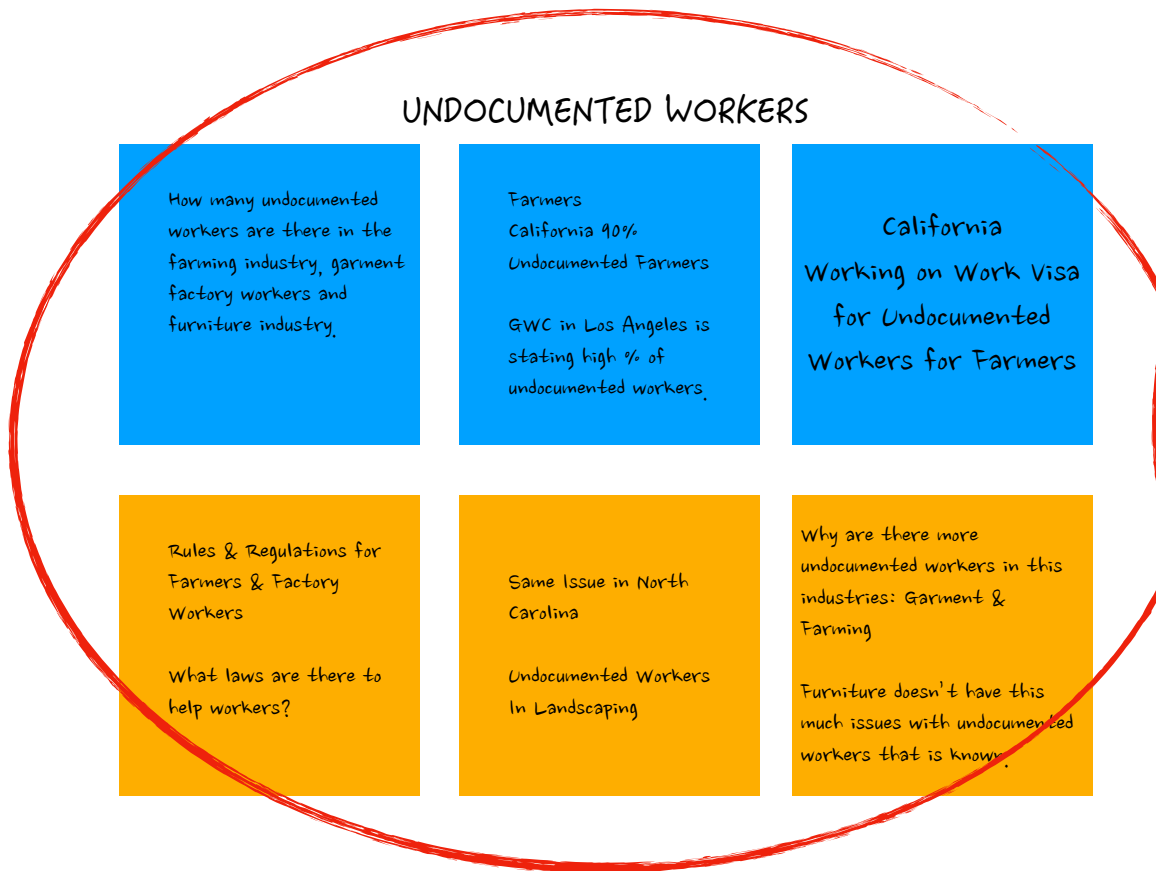 UNDOCUMENTED WORKERS
How many undocumented
workers are there in the
farming industry, garment
factory workers and
furniture industry.
Farmers
California 90%
Undocumented Farmers
GWC in Los Angeles is
stating high % of
undocumented workers.
California
Working on Work Visa
for Undocumented
Workers for Farmers
Rules & Regulations for
Farmers & Factory
Workers
What laws are there to
help workers?
Same Issue in North
Carolina
Undocumented Workers
In Landscaping
Why are there more
undocumented workers in this
industries: Garment &
Farming
Furniture doesn't have this
much issues with undocumented
workers that is known.